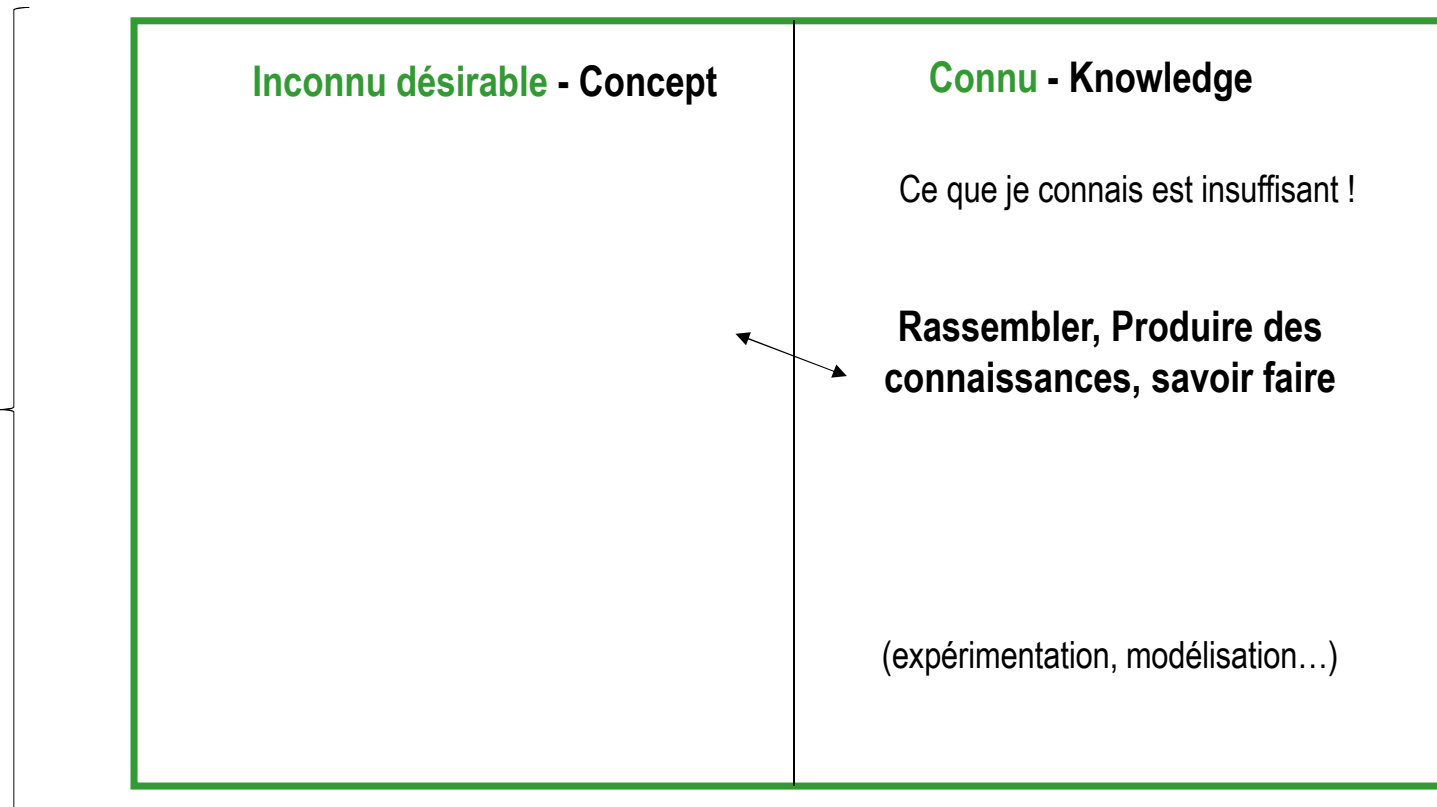 Inconnu désirable - Concept
Connu - Knowledge
Ce que je connais est insuffisant !
Rassembler, Produire des
connaissances, savoir faire
(expérimentation, modélisation…)